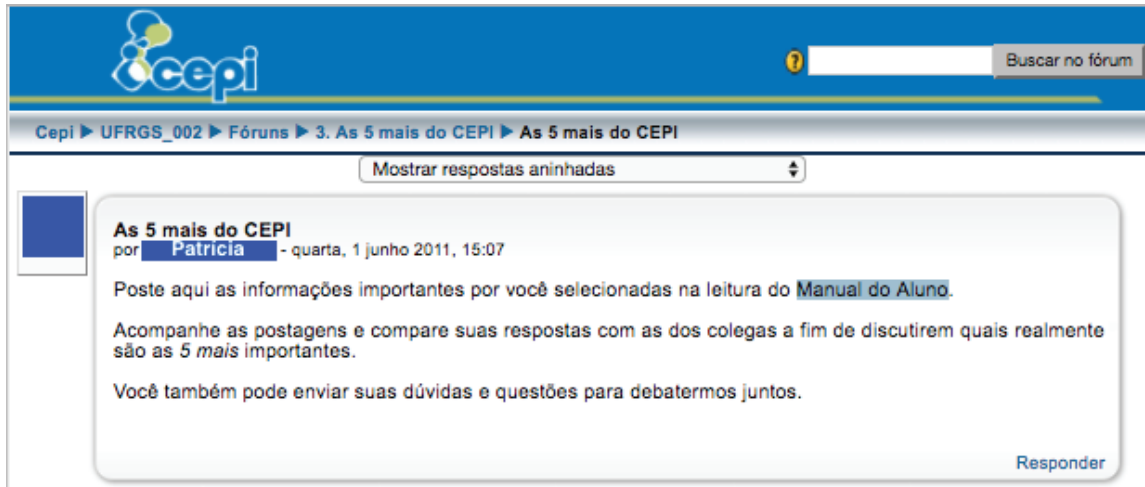 cepi
?
Buscar no fórum
Cepi ▶ UFRGS_002 ▶ Fóruns ▶ 3. As 5 mais do CEPI ▶ As 5 mais do CEPI
Mostrar respostas aninhadas
As 5 mais do CEPI
por Patrícia - quarta, 1 junho 2011, 15:07
Poste aqui as informações importantes por você selecionadas na leitura do Manual do Aluno.
Acompanhe as postagens e compare suas respostas com as dos colegas a fim de discutirem quais realmente
são as 5 mais importantes.
Você também pode enviar suas dúvidas e questões para debatermos juntos.
Responder